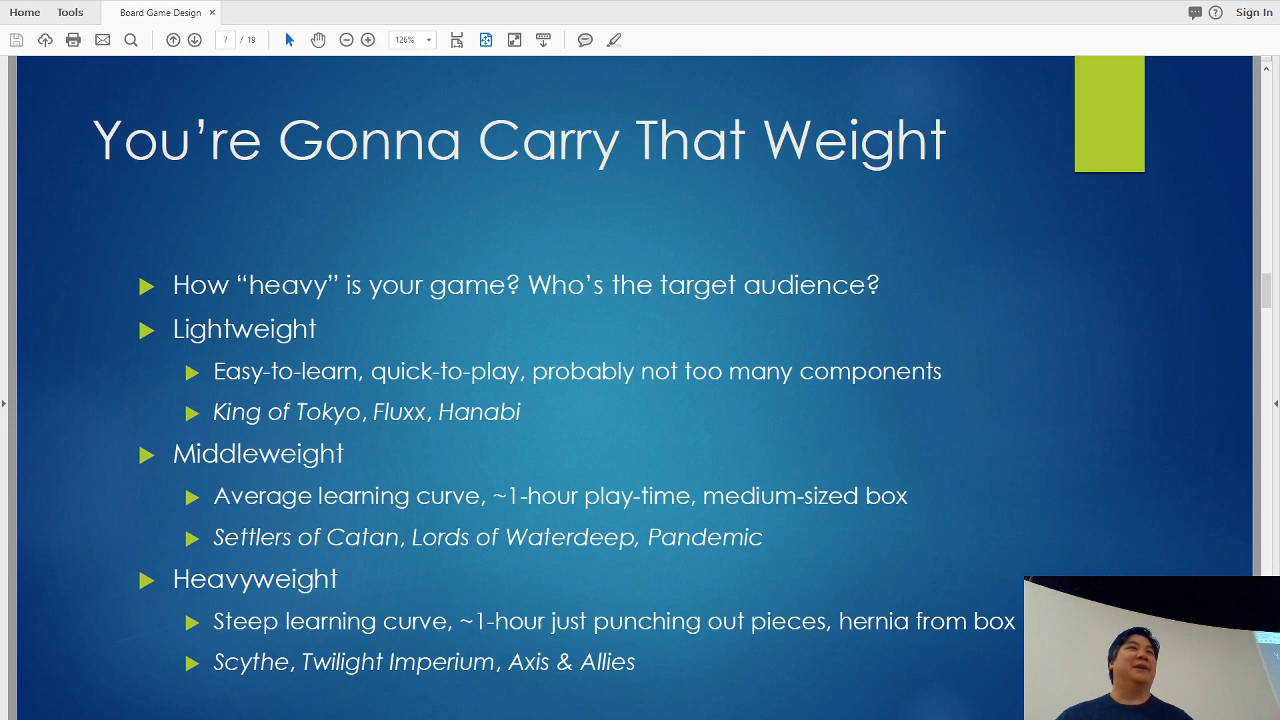 Home Tools Board Game Design × Sign In
7 / 19 126%
You’re Gonna Carry That Weight
How “heavy” is your game? Who’s the target audience?
Lightweight
Easy-to-learn, quick-to-play, probably not too many components
King of Tokyo, Fluxx, Hanabi
Middleweight
Average learning curve, ~1-hour play-time, medium-sized box
Settlers of Catan, Lords of Waterdeep, Pandemic
Heavyweight
Steep learning curve, ~1-hour just punching out pieces, hernia from box
Scythe, Twilight Imperium, Axis & Allies